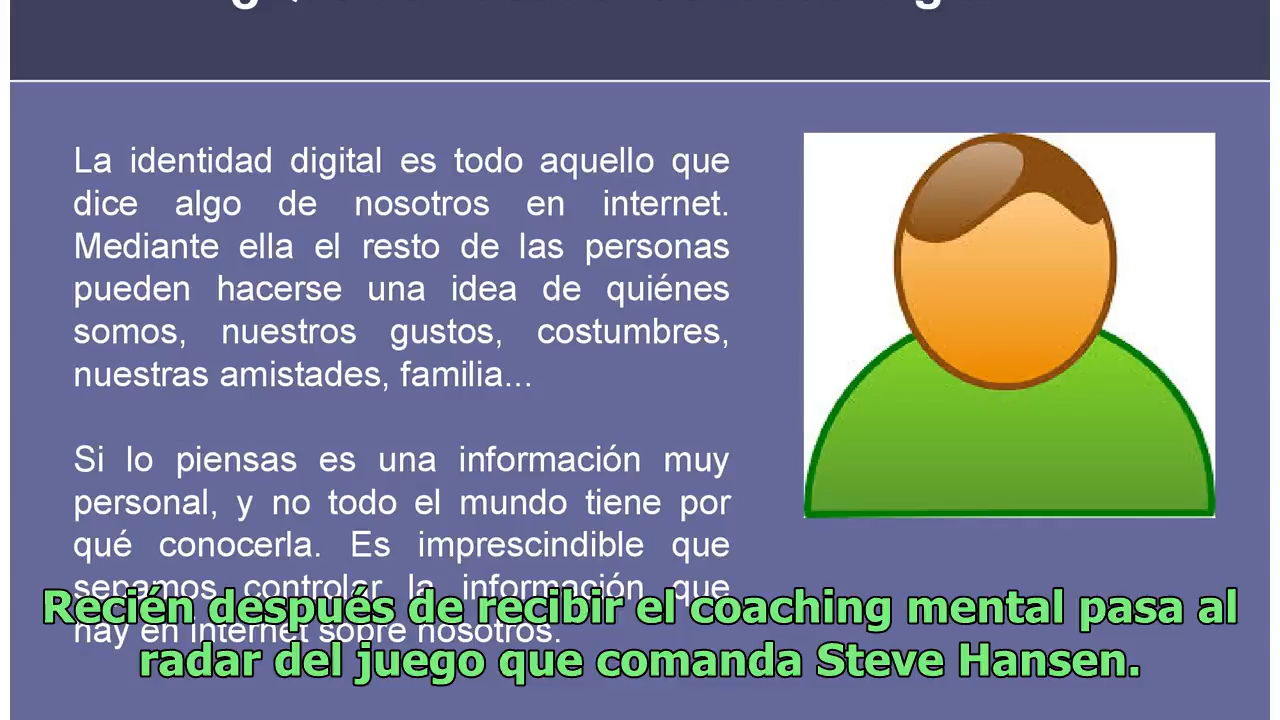 La identidad digital es todo aquello que
dice algo de nosotros en internet.
Mediante ella el resto de las personas
pueden hacerse una idea de quiénes
somos, nuestros gustos, costumbres,
nuestras amistades, familia...
Si lo piensas es una información muy
personal, y no todo el mundo tiene por
qué conocerla. Es imprescindible que
sepamos controlar la información que
hay en internet sobre nosotros.
Recién después de recibir el coaching mental pasa al
radar del juego que comanda Steve Hansen.